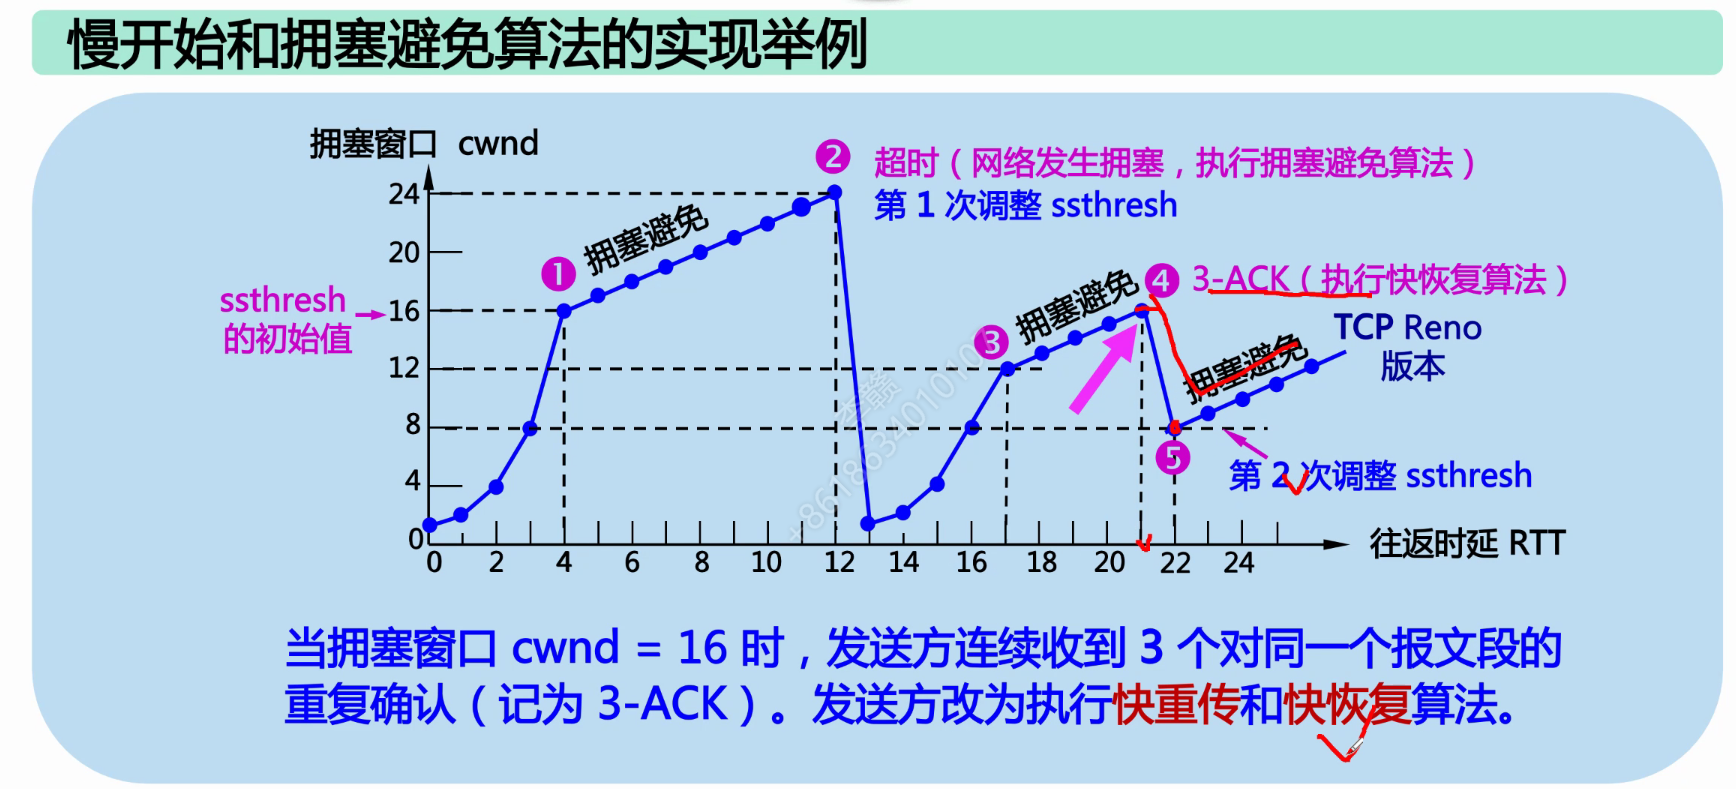 慢开始和拥塞避免算法的实现举例
拥塞窗口 cwnd
24
20
16
12
8
4
0
ssthresh
的初始值
❶
拥塞避免
❷
超时（网络发生拥塞，执行拥塞避免算法）
第 1 次调整 ssthresh
❸
拥塞避免
❹
3-ACK（执行快恢复算法）
TCP Reno
版本
拥塞避免
❺
第 2 次调整 ssthresh
0 2 4 6 8 10 12 14 16 18 20 22 24
往返时延 RTT
李赣
当拥塞窗口 cwnd = 16 时，发送方连续收到 3 个对同一个报文段的
重复确认（记为 3-ACK）。发送方改为执行快重传和快恢复算法。